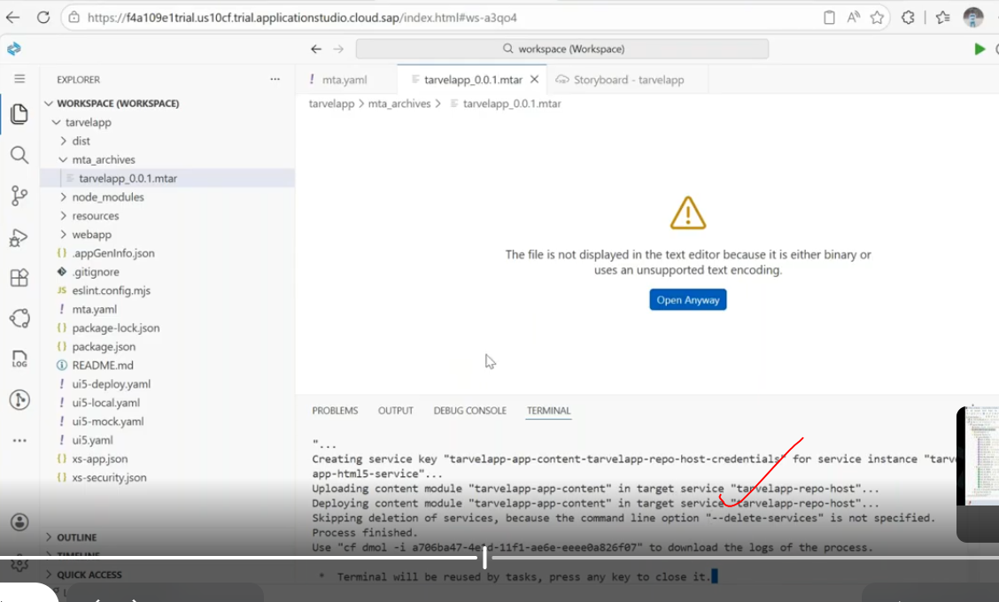 https://f4a109e1trial.us10cf.trial.applicationstudio.cloud.sap/index.html#ws-a3qo4
workspace (Workspace)
EXPLORER
mta.yaml
tarvelapp_0.0.1.mtar
Storyboard - tarvelapp
WORKSPACE (WORKSPACE)
tarvelapp > mta_archives > tarvelapp_0.0.1.mtar
tarvelapp
dist
mta_archives
tarvelapp_0.0.1.mtar
node_modules
resources
webapp
.appGenInfo.json
.gitignore
JS eslint.config.mjs
mta.yaml
package-lock.json
package.json
README.md
ui5-deploy.yaml
ui5-local.yaml
ui5-mock.yaml
ui5.yaml
xs-app.json
xs-security.json
OUTLINE
TIMELINE
QUICK ACCESS
LOG
The file is not displayed in the text editor because it is either binary or
uses an unsupported text encoding.
Open Anyway
PROBLEMS OUTPUT DEBUG CONSOLE TERMINAL
"...
Creating service key "tarvelapp-app-content-tarvelapp-repo-host-credentials" for service instance "tarve
app-html5-service"...
Uploading content module "tarvelapp-app-content" in target service "tarvelapp-repo-host"...
Deploying content module "tarvelapp-app-content" in target service "tarvelapp-repo-host"...
Skipping deletion of services, because the command line option "--delete-services" is not specified.
Process finished.
Use "cf dmol -i a706ba47-4efd-11f1-ae6e-eeee0a826f07" to download the logs of the process.
* Terminal will be reused by tasks, press any key to close it.